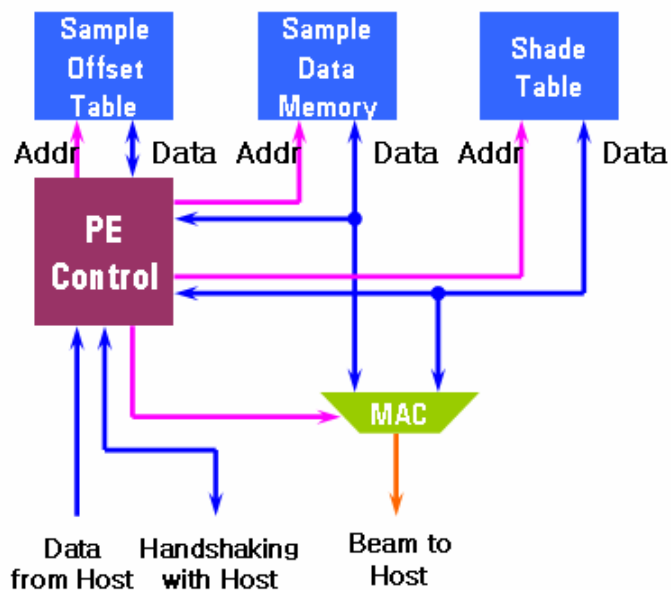 Sample
Offset
Table
Sample
Data
Memory
Shade
Table
Addr
Data
Addr
Data
Addr
Data
PE
Control
MAC
Data
from Host
Handshaking
with Host
Beam to
Host